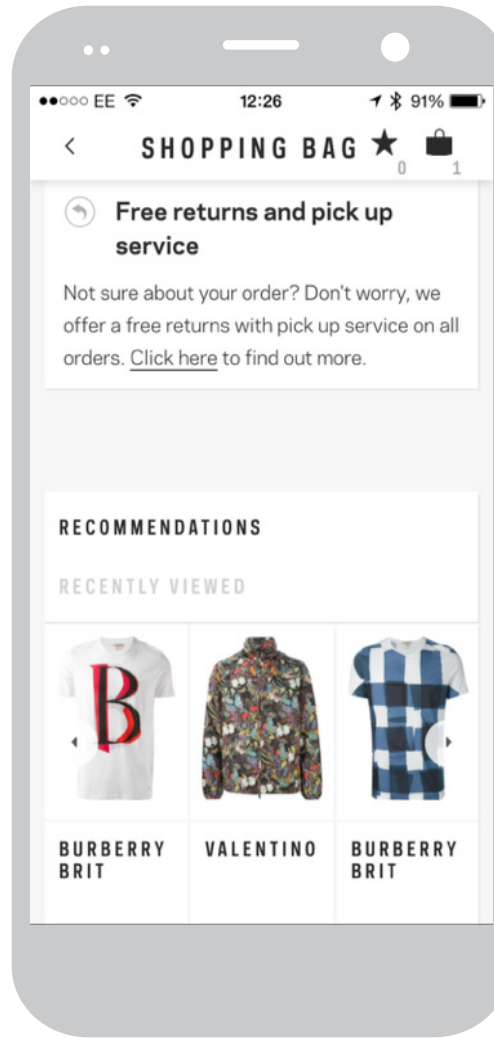 EE 12:26 91%
SHOPPING BAG 0 1
Free returns and pick up
service
Not sure about your order? Don't worry, we
offer a free returns with pick up service on all
orders. Click here to find out more.
RECOMMENDATIONS
RECENTLY VIEWED
B
BURBERRY
BRIT
VALENTINO
BURBERRY
BRIT